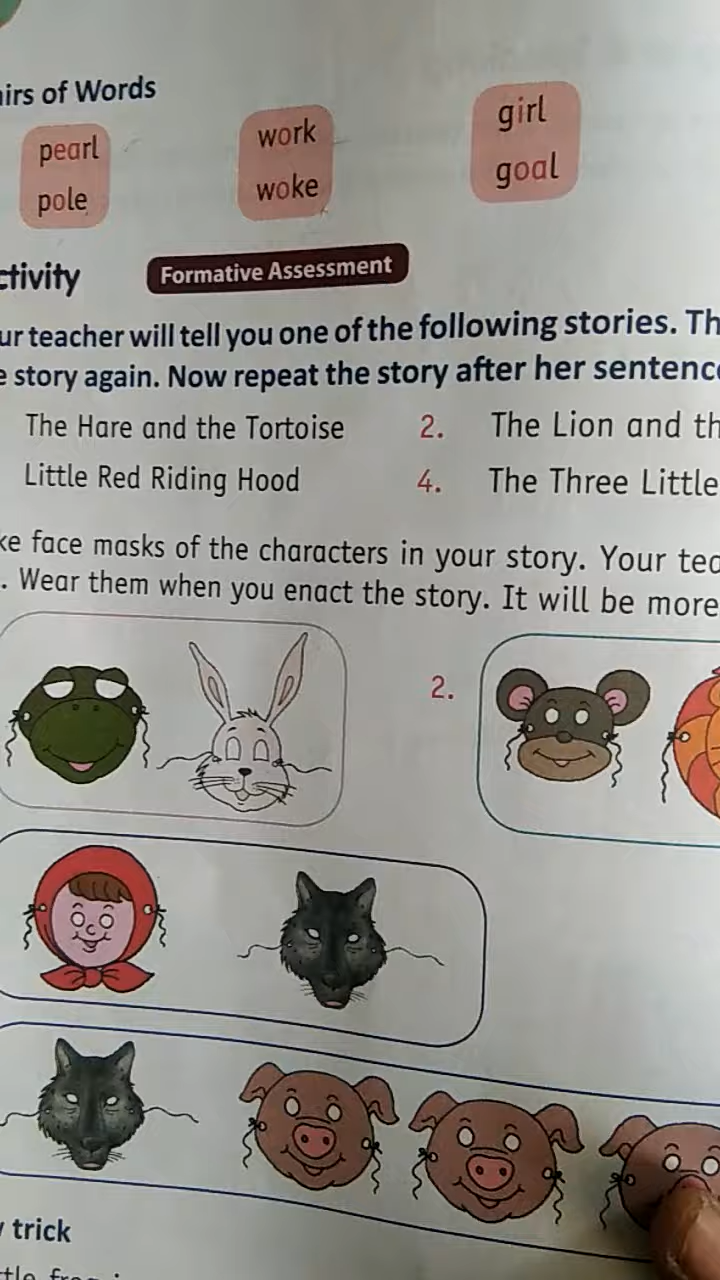 irs of Words
pearl
pole
work
woke
girl
goal
ctivity
Formative Assessment
ur teacher will tell you one of the following stories. Th
e story again. Now repeat the story after her sentenc
The Hare and the Tortoise 2. The Lion and th
Little Red Riding Hood 4. The Three Little
ke face masks of the characters in your story. Your tea
. Wear them when you enact the story. It will be more
2.
trick